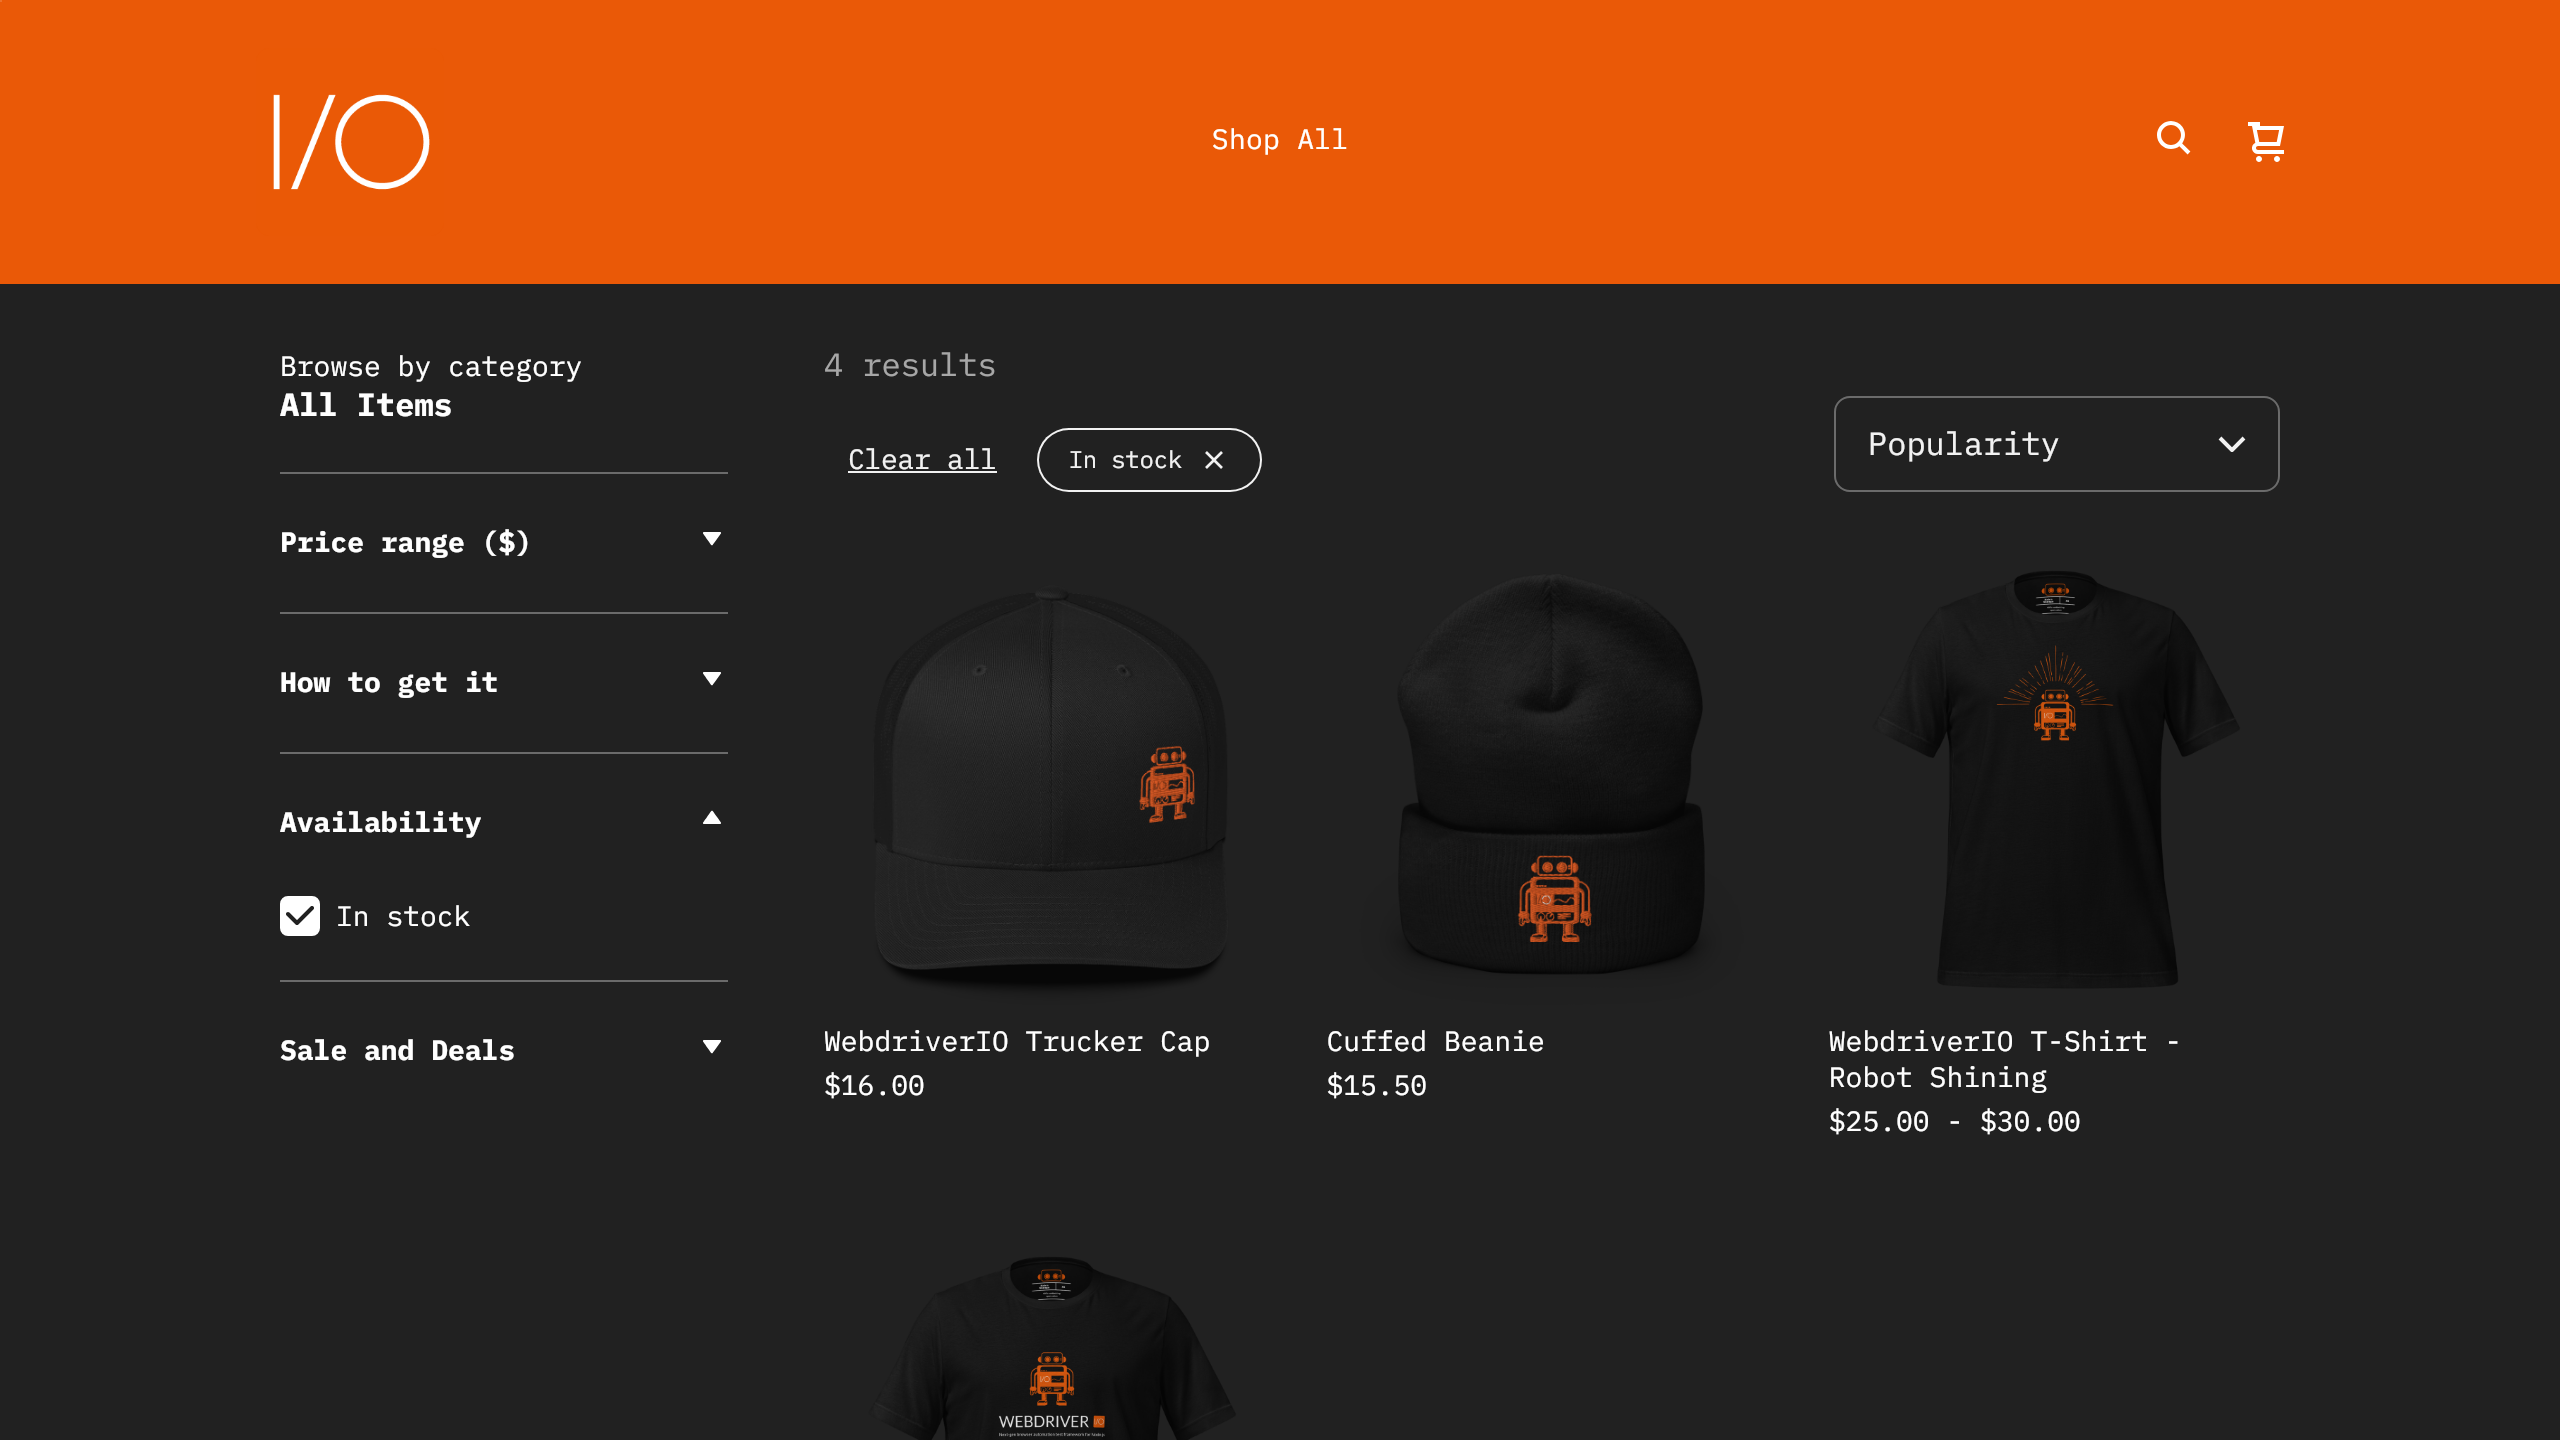 I/O
Shop All
Browse by category
All Items
Price range ($)
How to get it
Availability
In stock
Sale and Deals
4 results
Clear all
In stock
Popularity
WebdriverIO Trucker Cap
$16.00
Cuffed Beanie
$15.50
WebdriverIO T-Shirt -
Robot Shining
$25.00 - $30.00
WEBDRIVER I/O